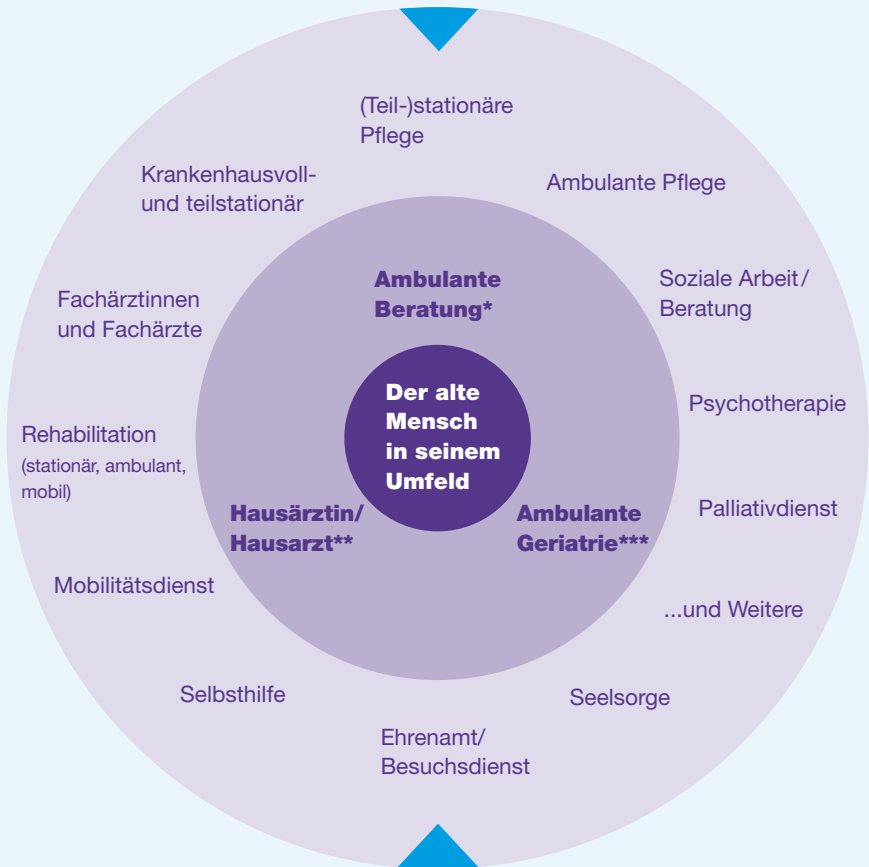 (Teil-)stationäre
Pflege
Krankenhausvoll-
und teilstationär
Ambulante Pflege
Ambulante
Beratung*
Soziale Arbeit/
Beratung
Fachärztinnen
und Fachärzte
Der alte
Mensch
in seinem
Umfeld
Psychotherapie
Rehabilitation
(stationär, ambulant,
mobil)
Hausärztin/
Hausarzt**
Ambulante
Geriatrie***
Palliativdienst
Mobilitätsdienst
...und Weitere
Selbsthilfe
Seelsorge
Ehrenamt/
Besuchsdienst